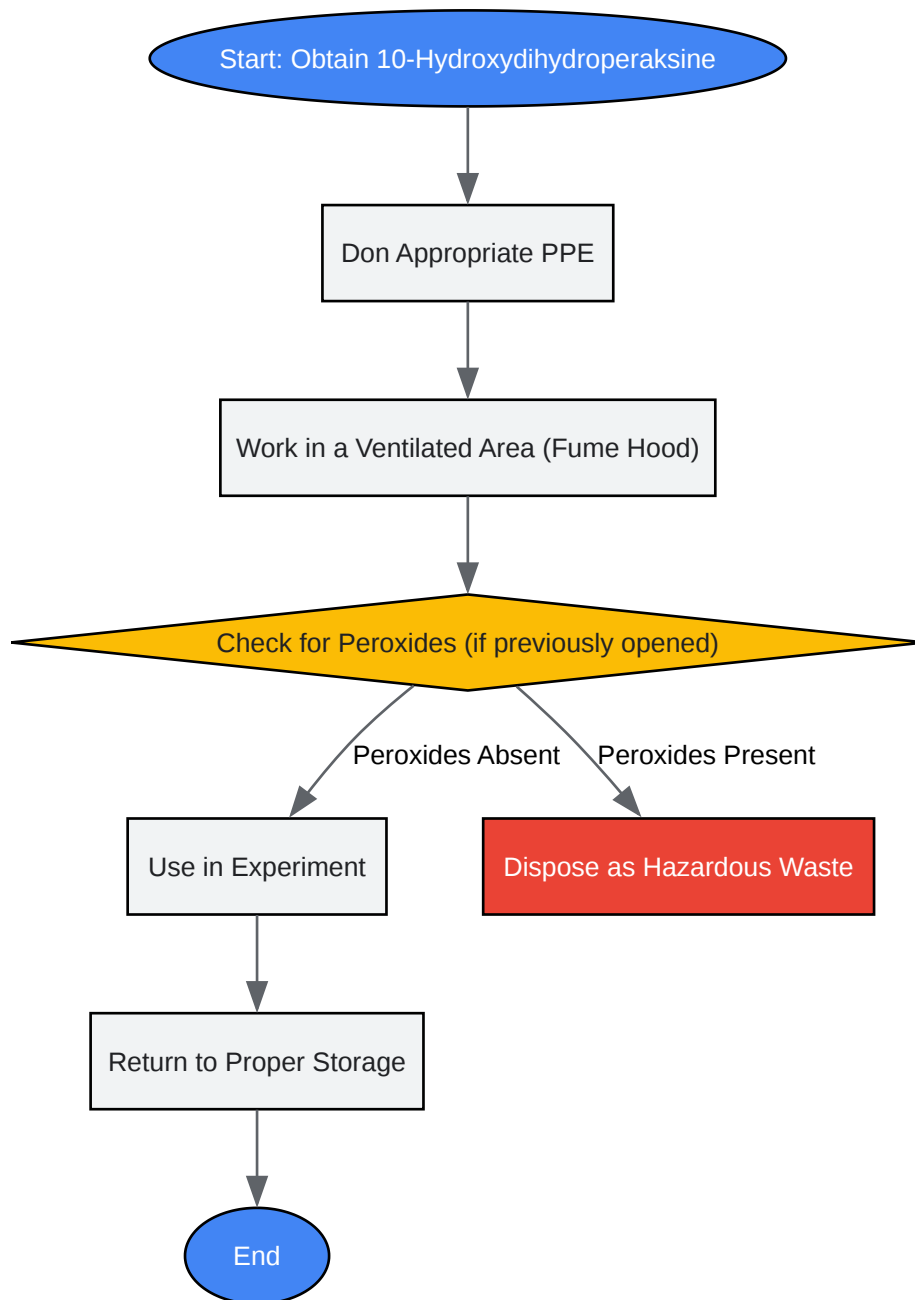 Start: Obtain 10-Hydroxydihydroperaksine
Don Appropriate PPE
Work in a Ventilated Area (Fume Hood)
Check for Peroxides (if previously opened)
Peroxides Absent
Peroxides Present
Use in Experiment
Dispose as Hazardous Waste
Return to Proper Storage
End